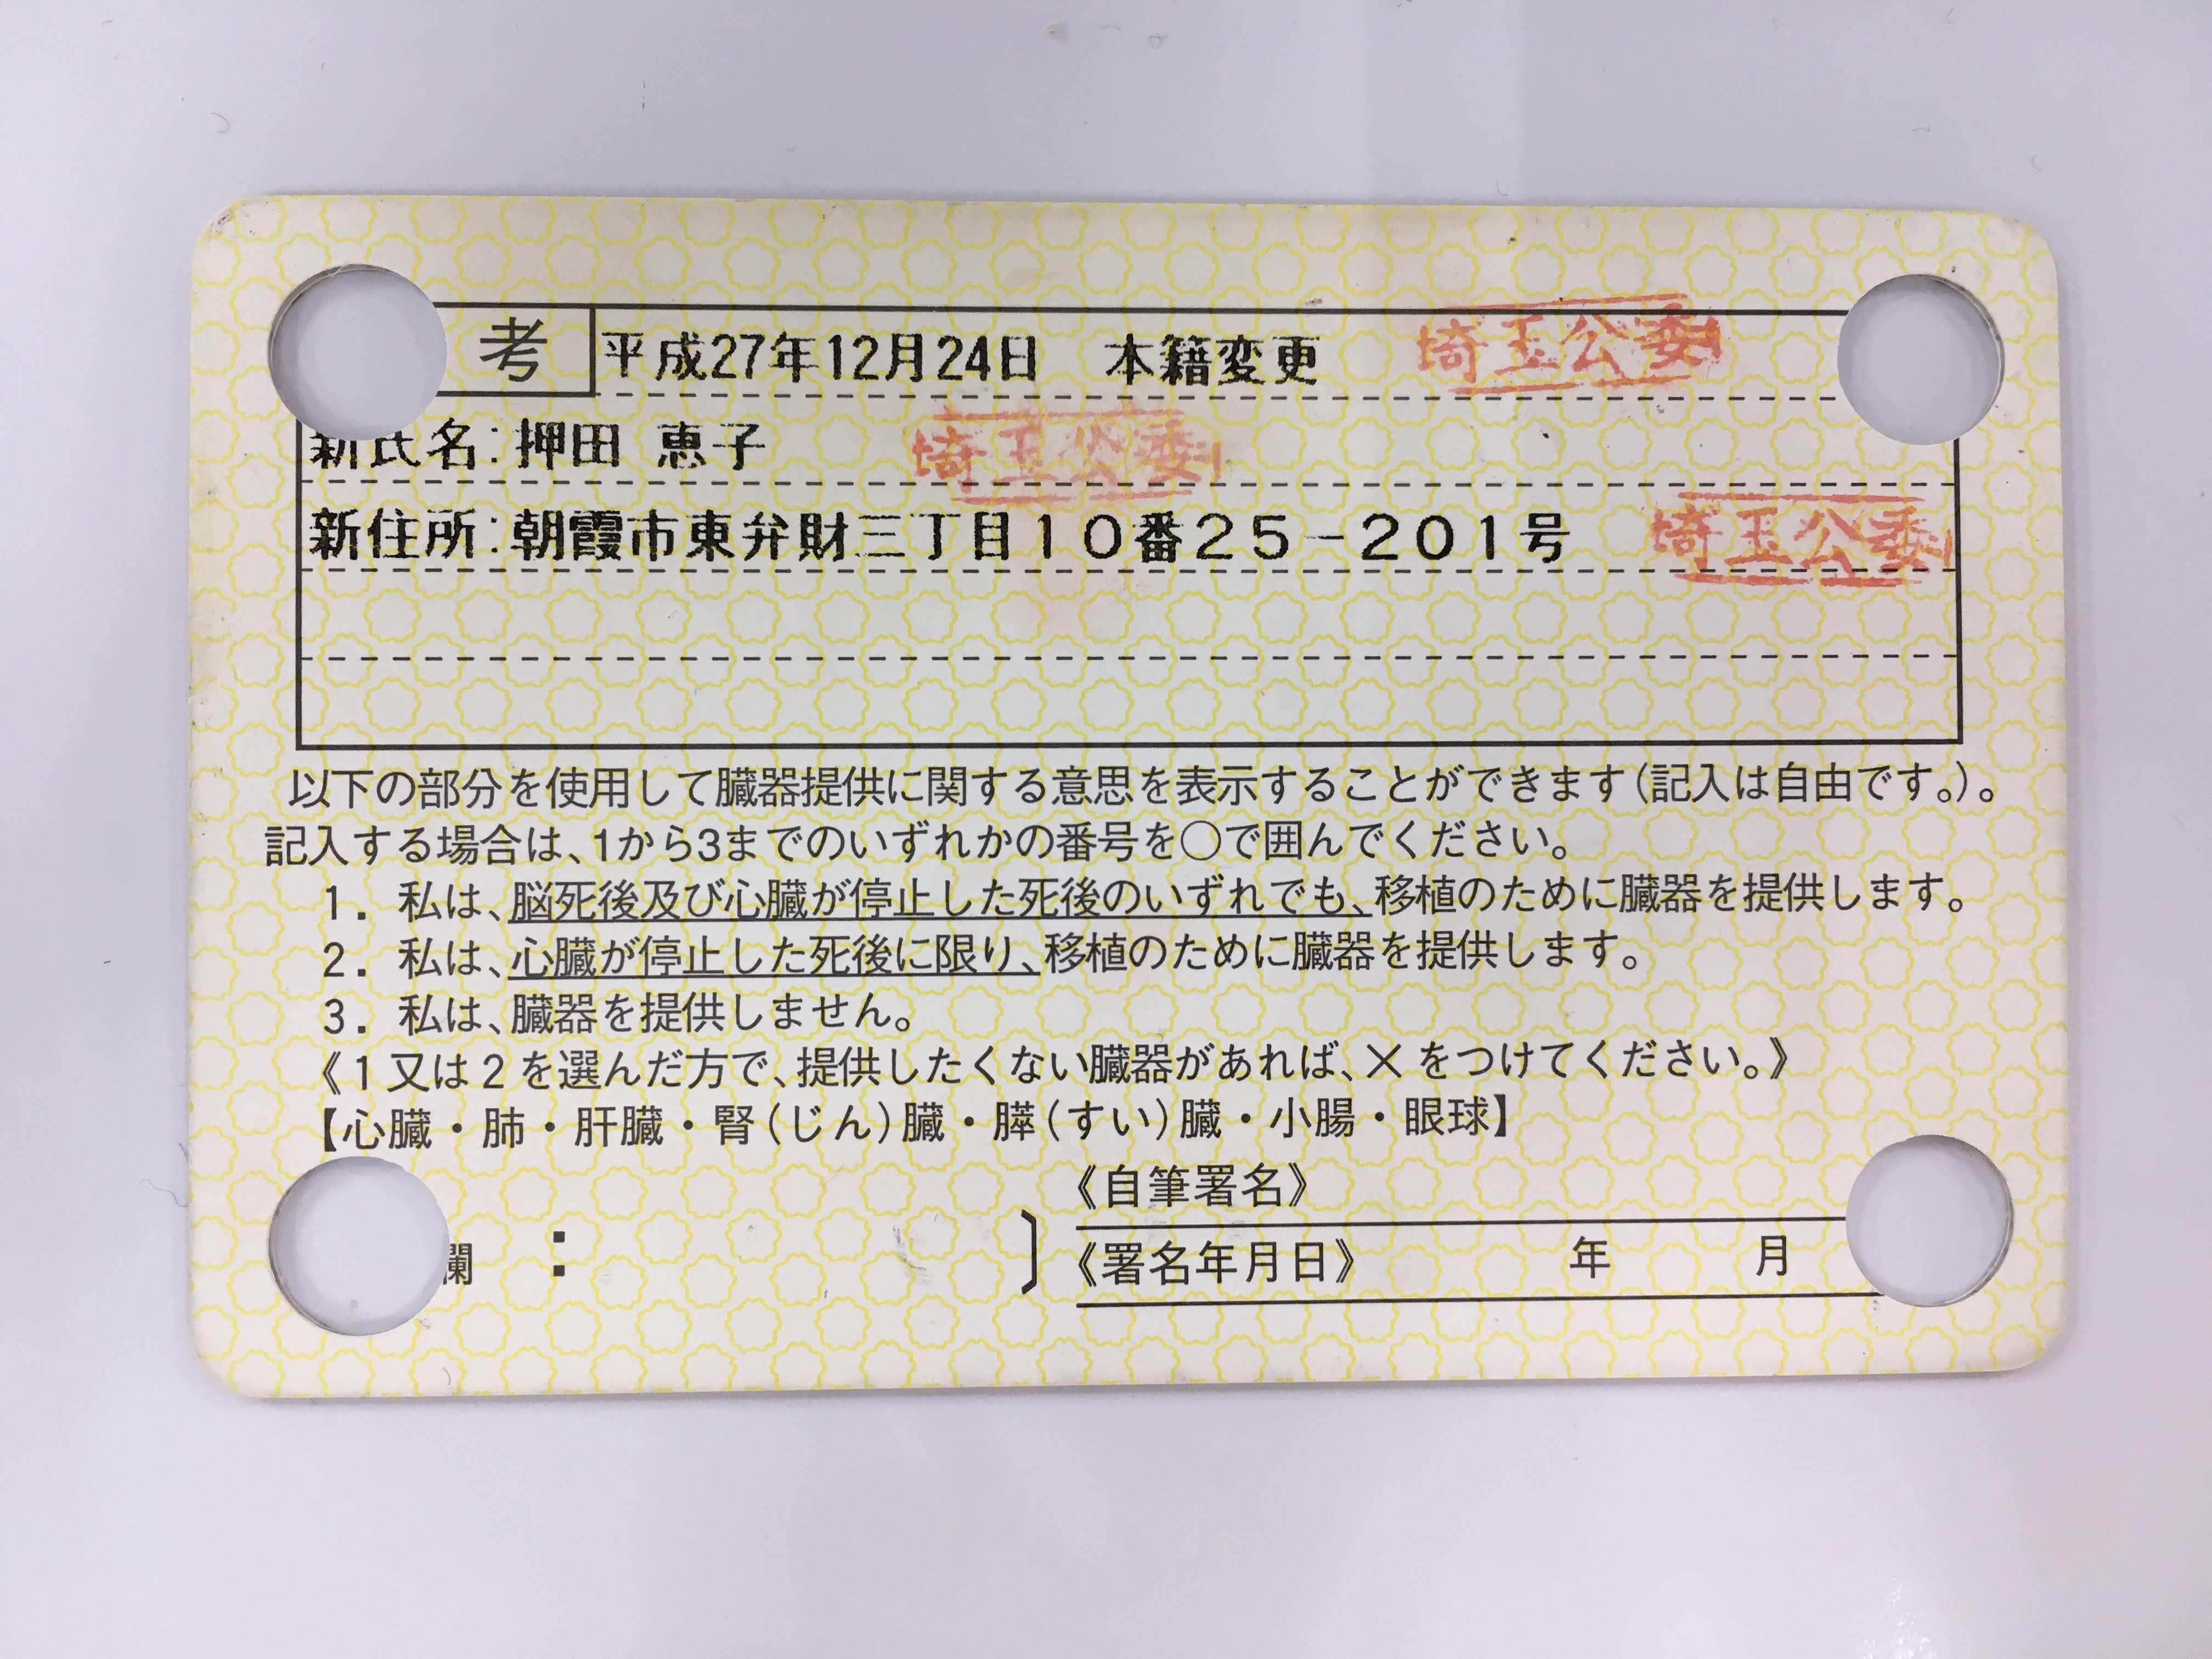 考 平成27年12月24日 本籍変更 埼玉公委
新氏名:押田 恵子 埼玉公委
新住所:朝霞市東弁財三丁目10番25-201号 埼玉公委
以下の部分を使用して臓器提供に関する意思を表示することができます(記入は自由です。)。
記入する場合は、1から3までのいずれかの番号を○で囲んでください。
1. 私は、脳死後及び心臓が停止した死後のいずれでも、移植のために臓器を提供します。
2. 私は、心臓が停止した死後に限り、移植のために臓器を提供します。
3. 私は、臓器を提供しません。
《1又は2を選んだ方で、提供したくない臓器があれば、×をつけてください。》
【心臓・肺・肝臓・腎(じん)臓・膵(すい)臓・小腸・眼球】
《自筆署名》
欄 : 〕
《署名年月日》 年 月